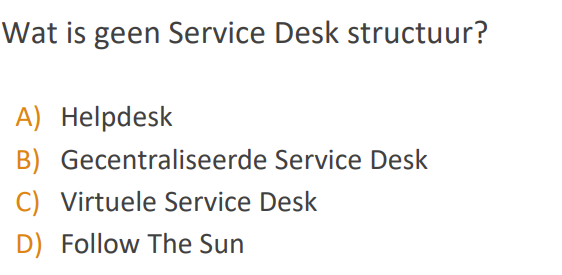 Wat is geen Service Desk structuur?
A) Helpdesk
B) Gecentraliseerde Service Desk
C) Virtuele Service Desk
D) Follow The Sun